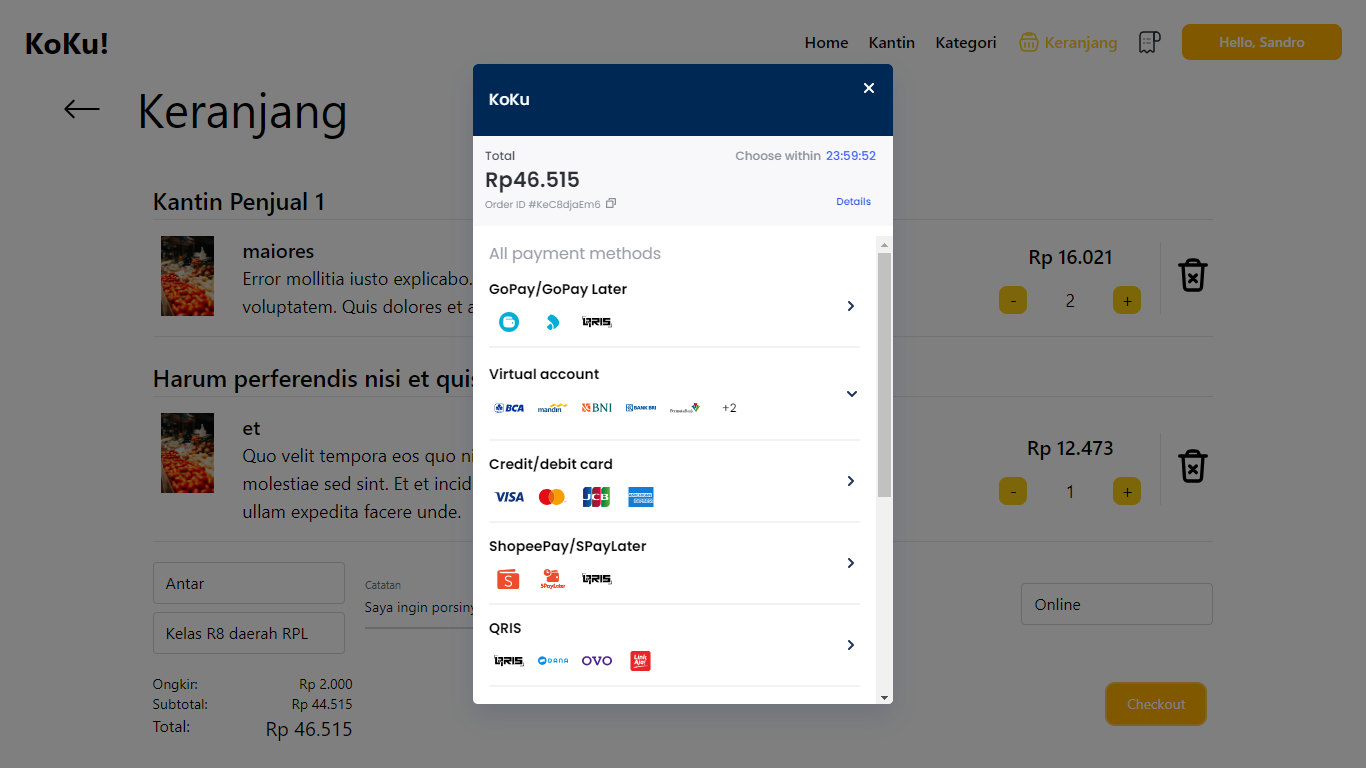 KoKu!
Home
Kantin
Kategori
Keranjang
Hello, Sandro
Keranjang
Kantin Penjual 1
maiores
Error mollitia iusto explicabo.
voluptatem. Quis dolores et a
Rp 16.021
- 2 +
Harum perferendis nisi et quis
et
Quo velit tempora eos quo ni
molestiae sed sint. Et et incid
ullam expedita facere unde.
Rp 12.473
- 1 +
Antar
Kelas R8 daerah RPL
Catatan
Saya ingin porsiny
Online
Ongkir: Rp 2.000
Subtotal: Rp 44.515
Total: Rp 46.515
Checkout
KoKu
Total
Choose within 23:59:52
Rp46.515
Order ID #KeC8djaEm6
Details
All payment methods
GoPay/GoPay Later
QRIS
Virtual account
BCA mandiri BNI BANK BRI PermataBank +2
Credit/debit card
VISA JCB
ShopeePay/SPayLater
S SPayLater QRIS
QRIS
QRIS DANA OVO LinkAja!